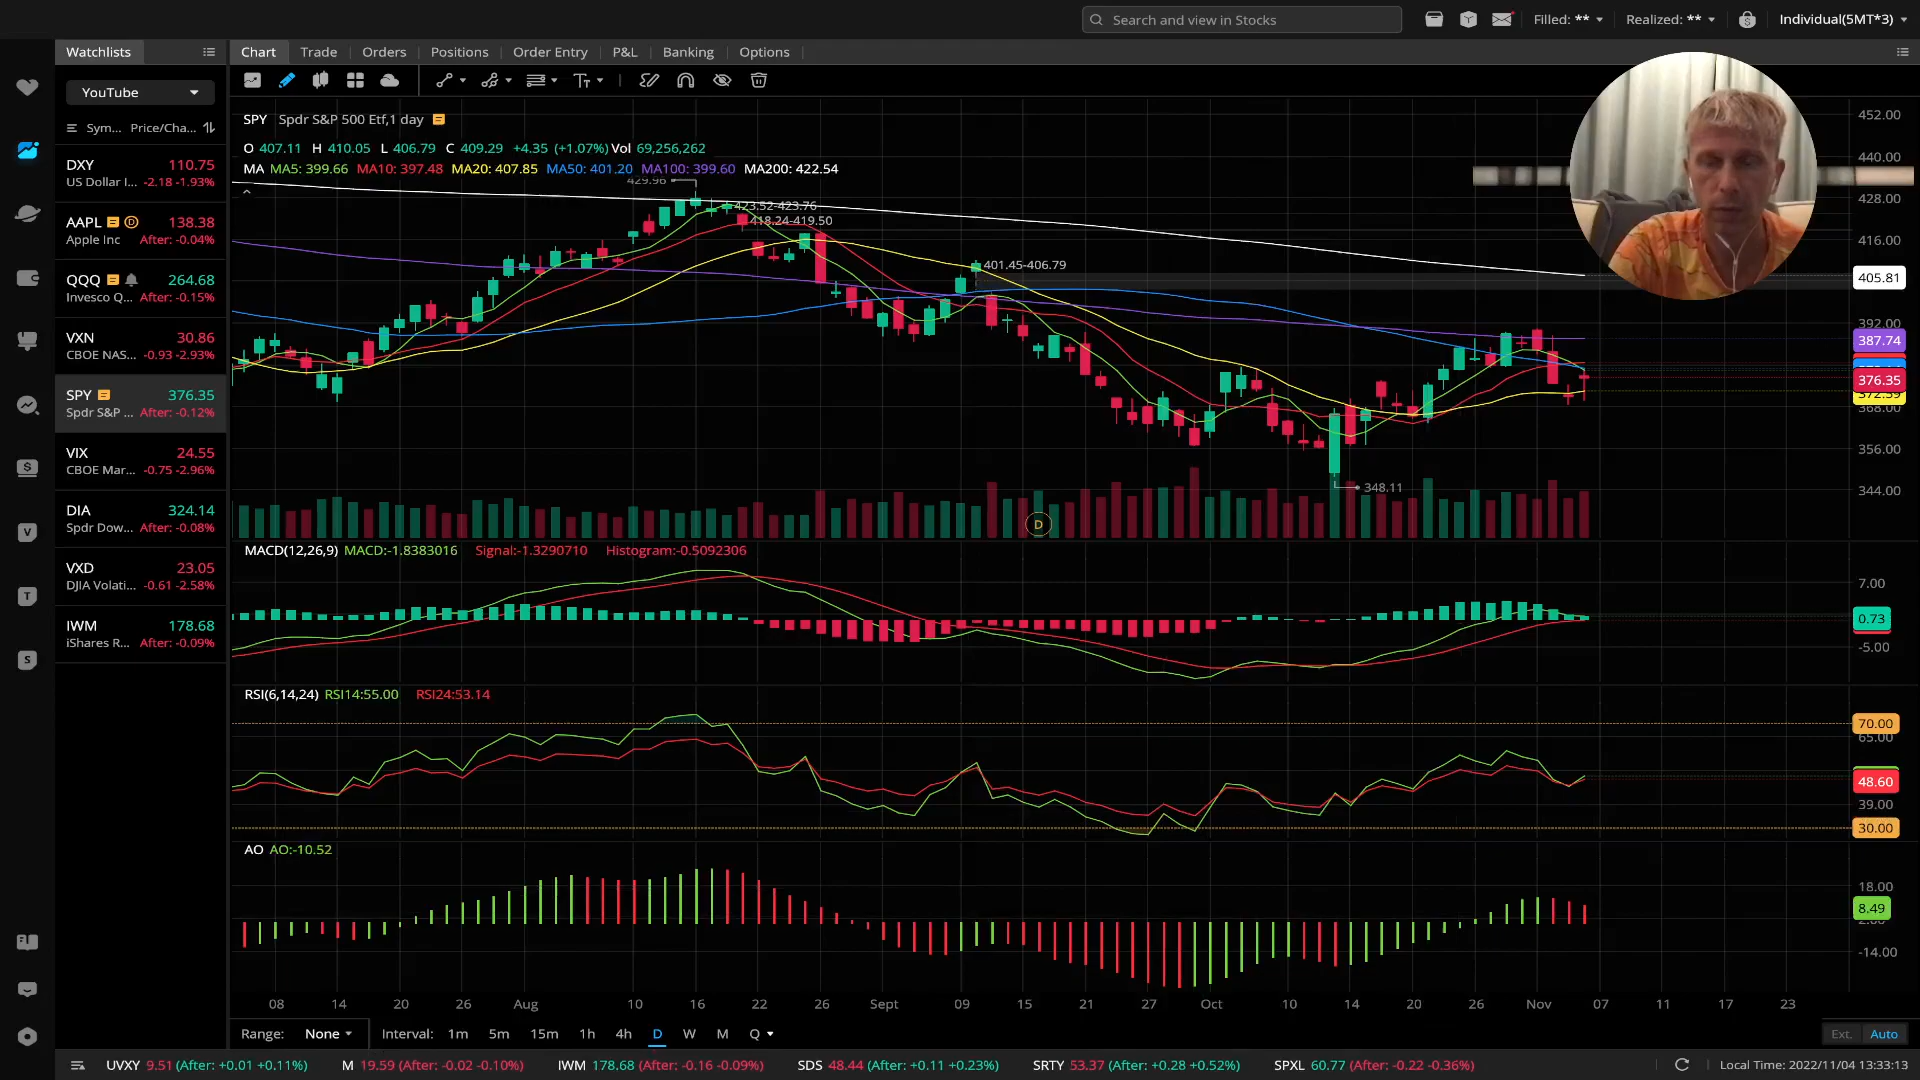 Search and view in Stocks
Filled: **
Realized: **
Individual(5MT*3)
Watchlists
Chart Trade Orders Positions Order Entry P&L Banking Options
YouTube
Sym... Price/Cha...
DXY 110.75
US Dollar I... -2.18 -1.93%
AAPL D 138.38
Apple Inc After: -0.04%
QQQ 264.68
Invesco Q... After: -0.15%
VXN 30.86
CBOE NAS... -0.93 -2.93%
SPY 376.35
Spdr S&P ... After: -0.12%
VIX 24.55
CBOE Mar... -0.75 -2.96%
DIA 324.14
Spdr Dow... After: -0.08%
VXD 23.05
DJIA Volati... -0.61 -2.58%
IWM 178.68
iShares R... After: -0.09%
SPY Spdr S&P 500 Etf,1 day
O 407.11 H 410.05 L 406.79 C 409.29 +4.35 (+1.07%) Vol 69,256,262
MA MA5: 399.66 MA10: 397.48 MA20: 407.85 MA50: 401.20 MA100: 399.60 MA200: 422.54
429.96
423.52-423.76
418.24-419.50
401.45-406.79
348.11
D
452.00
440.00
428.00
416.00
405.81
392.00
387.74
376.35
372.59
368.00
356.00
344.00
MACD(12,26,9) MACD:-1.8383016 Signal:-1.3290710 Histogram:-0.5092306
7.00
0.73
-5.00
RSI(6,14,24) RSI14:55.00 RSI24:53.14
70.00
65.00
48.60
39.00
30.00
AO AO:-10.52
18.00
8.49
-14.00
08 14 20 26 Aug 10 16 22 26 Sept 09 15 21 27 Oct 10 14 20 26 Nov 07 11 17 23
Range: None Interval: 1m 5m 15m 1h 4h D W M Q
Ext. Auto
UVXY 9.51 (After: +0.01 +0.11%) M 19.59 (After: -0.02 -0.10%) IWM 178.68 (After: -0.16 -0.09%) SDS 48.44 (After: +0.11 +0.23%) SRTY 53.37 (After: +0.28 +0.52%) SPXL 60.77 (After: -0.22 -0.36%)
Local Time: 2022/11/04 13:33:13